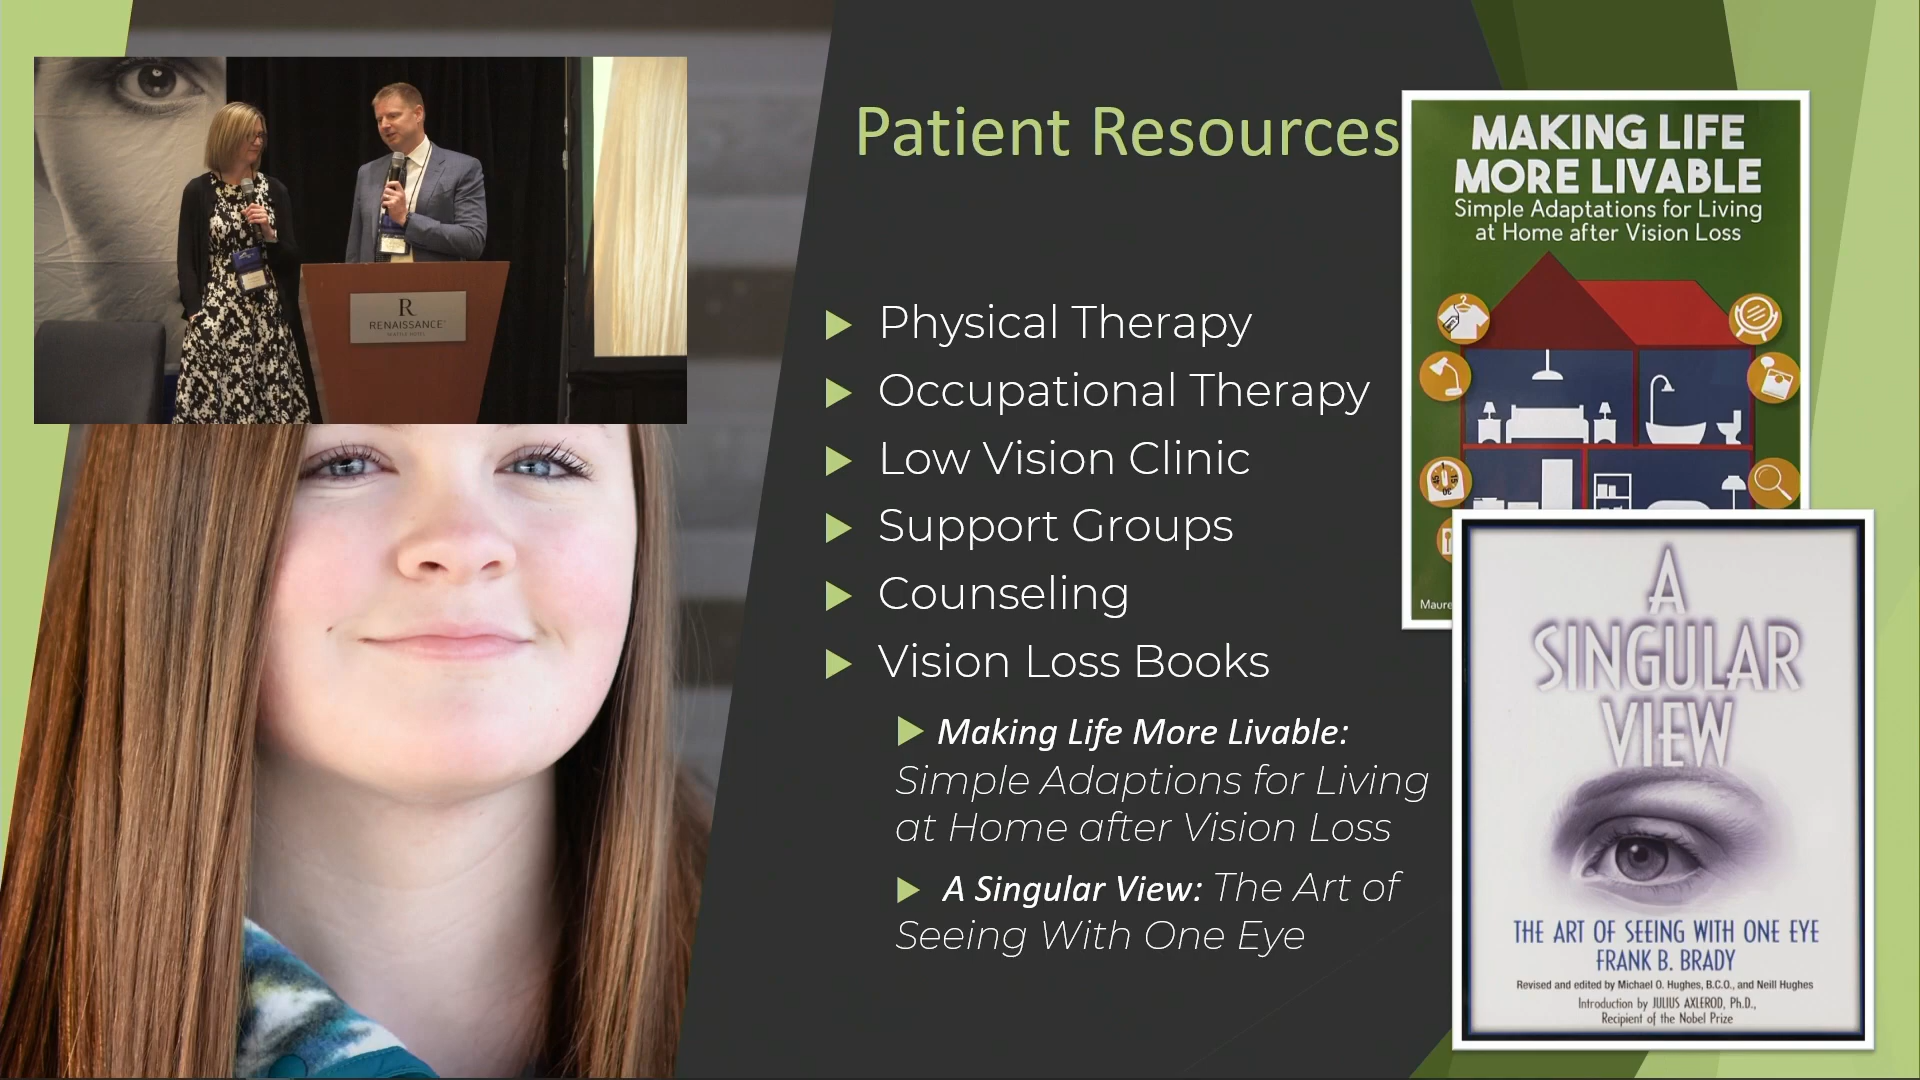 Patient Resources
Physical Therapy
Occupational Therapy
Low Vision Clinic
Support Groups
Counseling
Vision Loss Books
Making Life More Livable:
Simple Adaptions for Living
at Home after Vision Loss
A Singular View: The Art of
Seeing With One Eye
MAKING LIFE
MORE LIVABLE
Simple Adaptations for Living
at Home after Vision Loss
Maure
A
SINGULAR
VIEW
THE ART OF SEEING WITH ONE EYE
FRANK B. BRADY
Revised and edited by Michael O. Hughes, B.C.O., and Neill Hughes
Introduction by JULIUS AXLEROD, Ph.D.,
Recipient of the Nobel Prize
R
RENAISSANCE
SEATTLE HOTEL